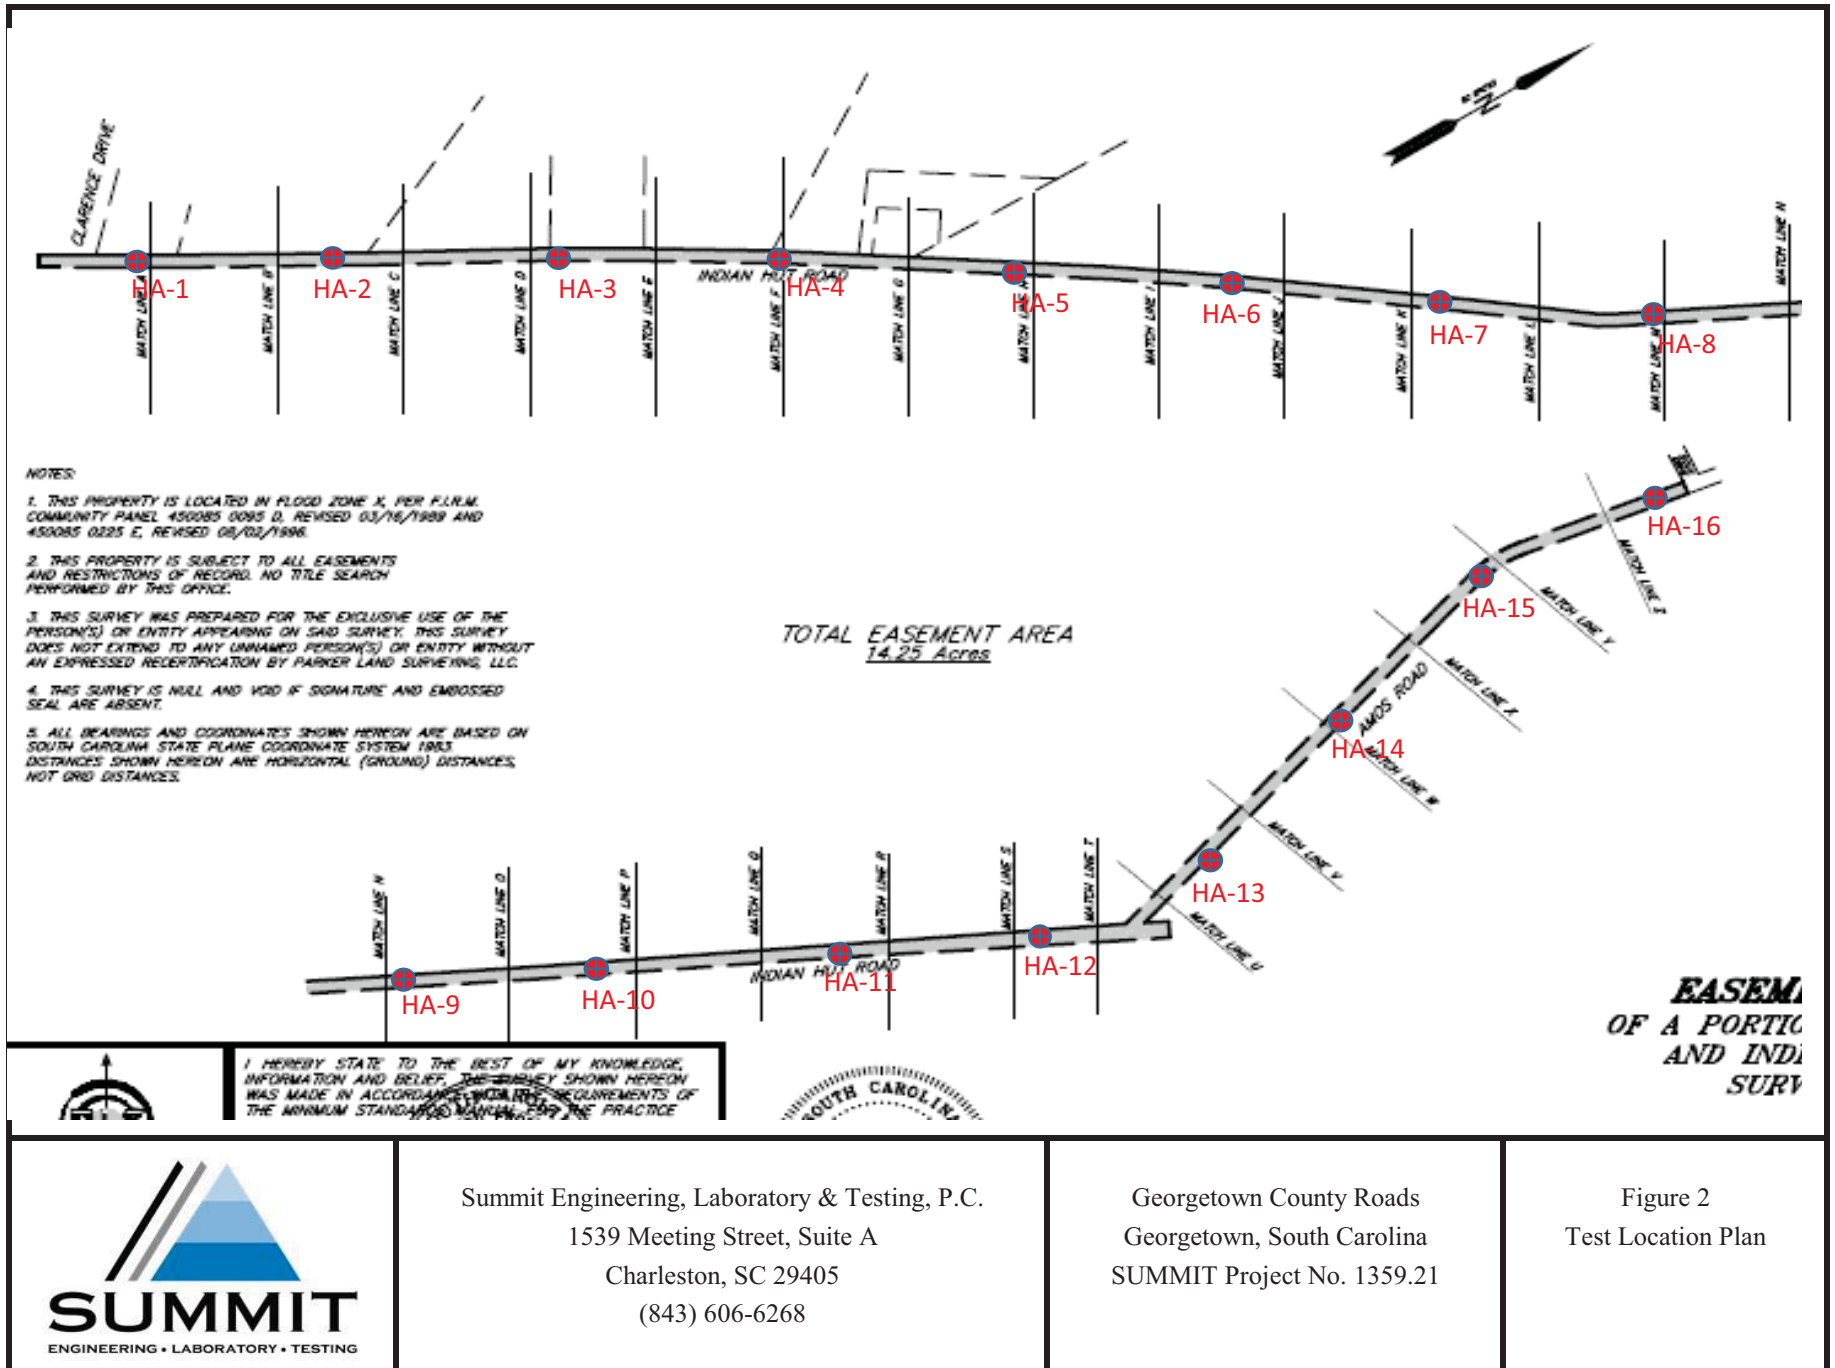 CLARENCE DRIVE
HA-1
HA-2
HA-3
HA-4
HA-5
HA-6
HA-7
HA-8
INDIAN HUT ROAD
MATCH LINE A
MATCH LINE B
MATCH LINE C
MATCH LINE D
MATCH LINE E
MATCH LINE F
MATCH LINE G
MATCH LINE H
MATCH LINE I
MATCH LINE J
MATCH LINE K
MATCH LINE L
MATCH LINE M
MATCH LINE N
NOTES:
1. THIS PROPERTY IS LOCATED IN FLOOD ZONE X, PER F.I.R.M.
COMMUNITY PANEL 450085 0095 D, REVISED 03/16/1989 AND
450085 0225 E, REVISED 08/02/1996.
2. THIS PROPERTY IS SUBJECT TO ALL EASEMENTS
AND RESTRICTIONS OF RECORD. NO TITLE SEARCH
PERFORMED BY THIS OFFICE.
3. THIS SURVEY WAS PREPARED FOR THE EXCLUSIVE USE OF THE
PERSON(S) OR ENTITY APPEARING ON SAID SURVEY. THIS SURVEY
DOES NOT EXTEND TO ANY UNNAMED PERSON(S) OR ENTITY WITHOUT
AN EXPRESSED RECERTIFICATION BY PARKER LAND SURVEYING, LLC.
4. THIS SURVEY IS NULL AND VOID IF SIGNATURE AND EMBOSSED
SEAL ARE ABSENT.
5. ALL BEARINGS AND COORDINATES SHOWN HEREON ARE BASED ON
SOUTH CAROLINA STATE PLANE COORDINATE SYSTEM 1983.
DISTANCES SHOWN HEREON ARE HORIZONTAL (GROUND) DISTANCES,
NOT GRID DISTANCES.
TOTAL EASEMENT AREA
14.25 Acres
HA-16
MATCH LINE Z
HA-15
MATCH LINE Y
MATCH LINE X
AMOS ROAD
HA-14
MATCH LINE W
MATCH LINE V
HA-13
MATCH LINE U
MATCH LINE N
MATCH LINE O
MATCH LINE P
MATCH LINE Q
MATCH LINE R
MATCH LINE S
MATCH LINE T
INDIAN HUT ROAD
HA-9
HA-10
HA-11
HA-12
EASEM
OF A PORTIO
AND INDI
SURV
I HEREBY STATE TO THE BEST OF MY KNOWLEDGE,
INFORMATION AND BELIEF, THE SURVEY SHOWN HEREON
WAS MADE IN ACCORDANCE WITH THE REQUIREMENTS OF
THE MINIMUM STANDARDS MANUAL FOR THE PRACTICE
SOUTH CAROLINA
SUMMIT
ENGINEERING • LABORATORY • TESTING
Summit Engineering, Laboratory & Testing, P.C.
1539 Meeting Street, Suite A
Charleston, SC 29405
(843) 606-6268
Georgetown County Roads
Georgetown, South Carolina
SUMMIT Project No. 1359.21
Figure 2
Test Location Plan